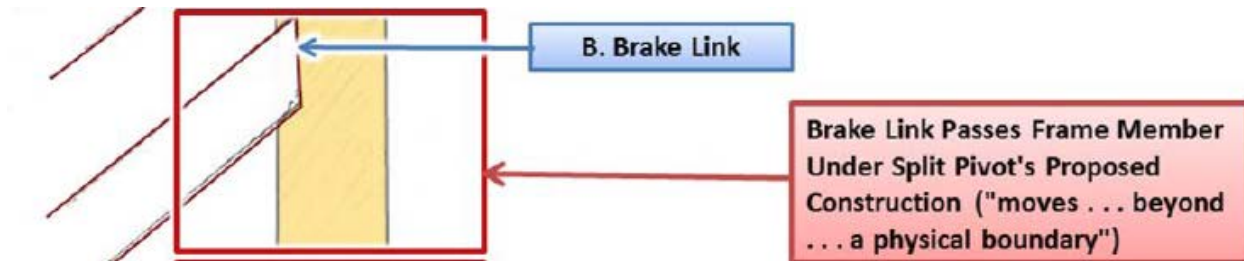 B. Brake Link
Brake Link Passes Frame Member
Under Split Pivot's Proposed
Construction ("moves . . . beyond
. . . a physical boundary")